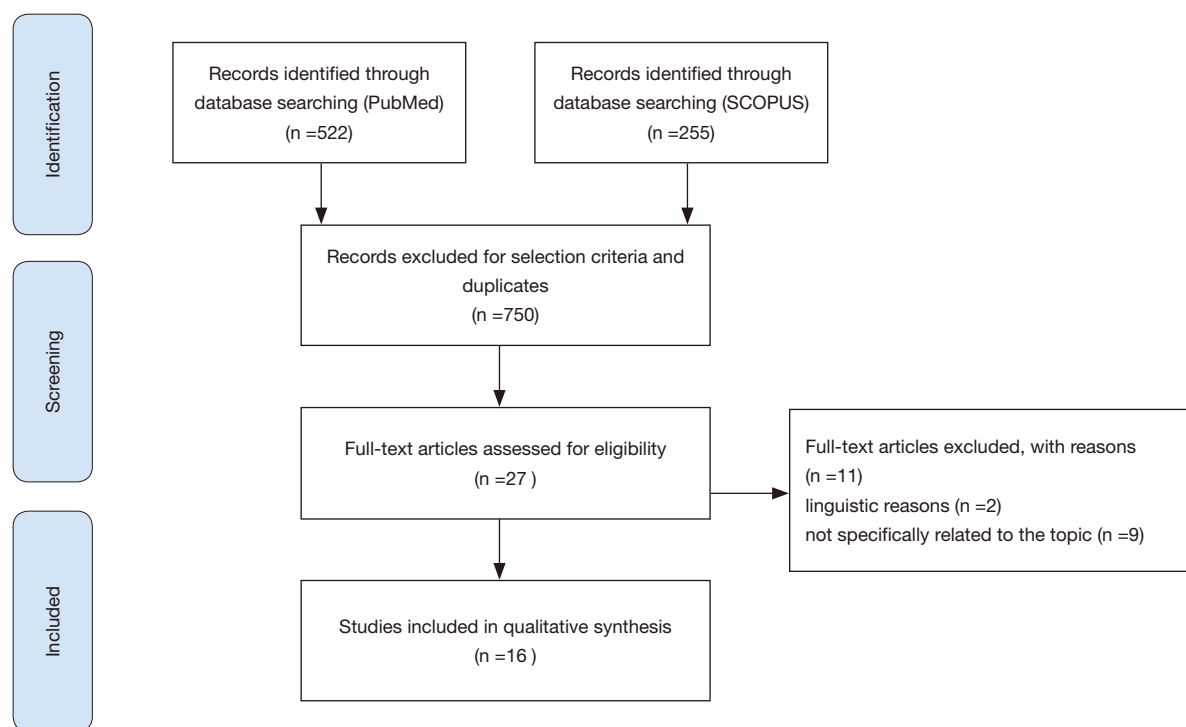 Identification
Records identified through
database searching (PubMed)
(n =522)
Records identified through
database searching (SCOPUS)
(n =255)
Records excluded for selection criteria and
duplicates
(n =750)
Screening
Full-text articles assessed for eligibility
(n =27 )
Full-text articles excluded, with reasons
(n =11)
linguistic reasons (n =2)
not specifically related to the topic (n =9)
Included
Studies included in qualitative synthesis
(n =16 )